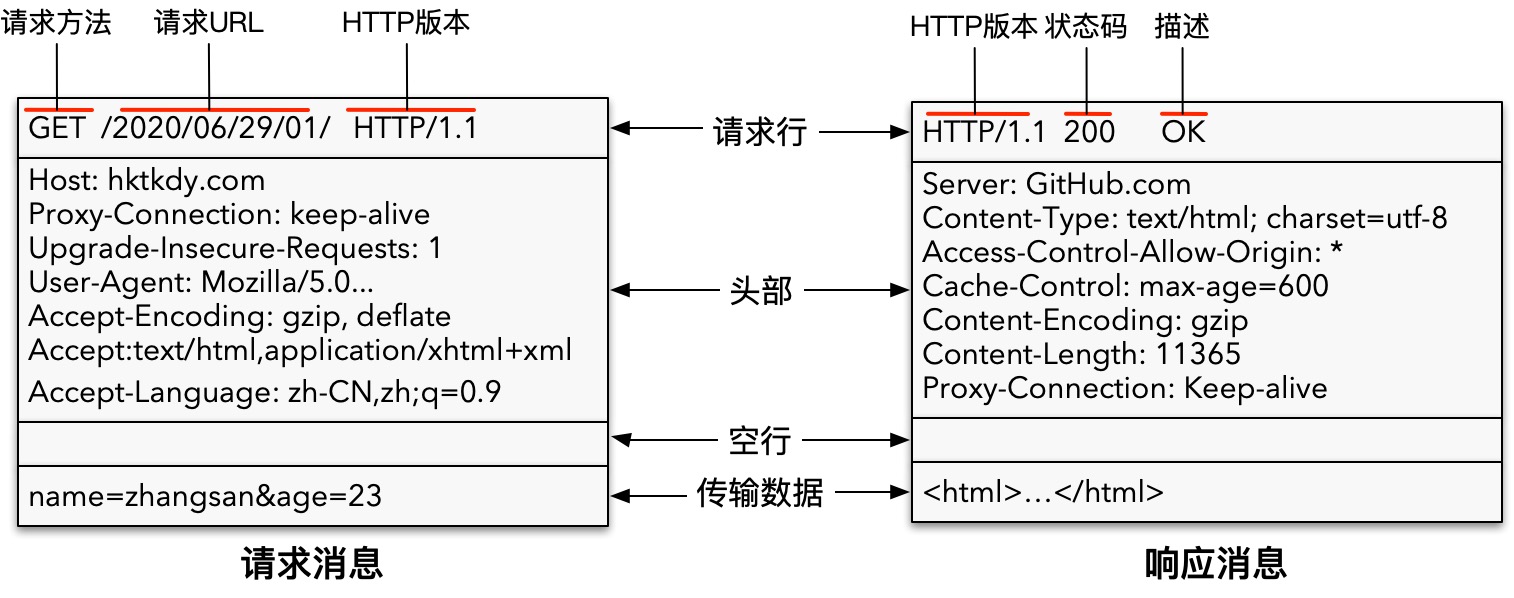 请求方法 请求URL HTTP版本
HTTP版本 状态码 描述
GET /2020/06/29/01/ HTTP/1.1
请求行
HTTP/1.1 200 OK
Host: hktkdy.com
Proxy-Connection: keep-alive
Upgrade-Insecure-Requests: 1
User-Agent: Mozilla/5.0...
Accept-Encoding: gzip, deflate
Accept:text/html,application/xhtml+xml
Accept-Language: zh-CN,zh;q=0.9
头部
Server: GitHub.com
Content-Type: text/html; charset=utf-8
Access-Control-Allow-Origin: *
Cache-Control: max-age=600
Content-Encoding: gzip
Content-Length: 11365
Proxy-Connection: Keep-alive
空行
name=zhangsan&age=23
传输数据
<html>...</html>
请求消息
响应消息